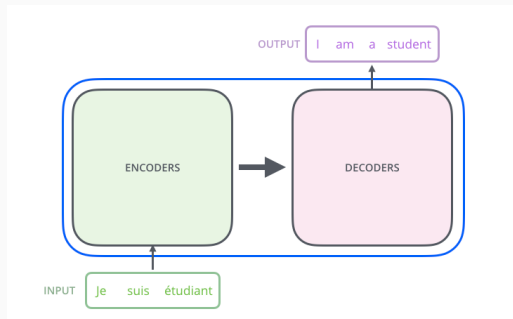 OUTPUT I am a student
ENCODERS DECODERS
INPUT Je suis étudiant